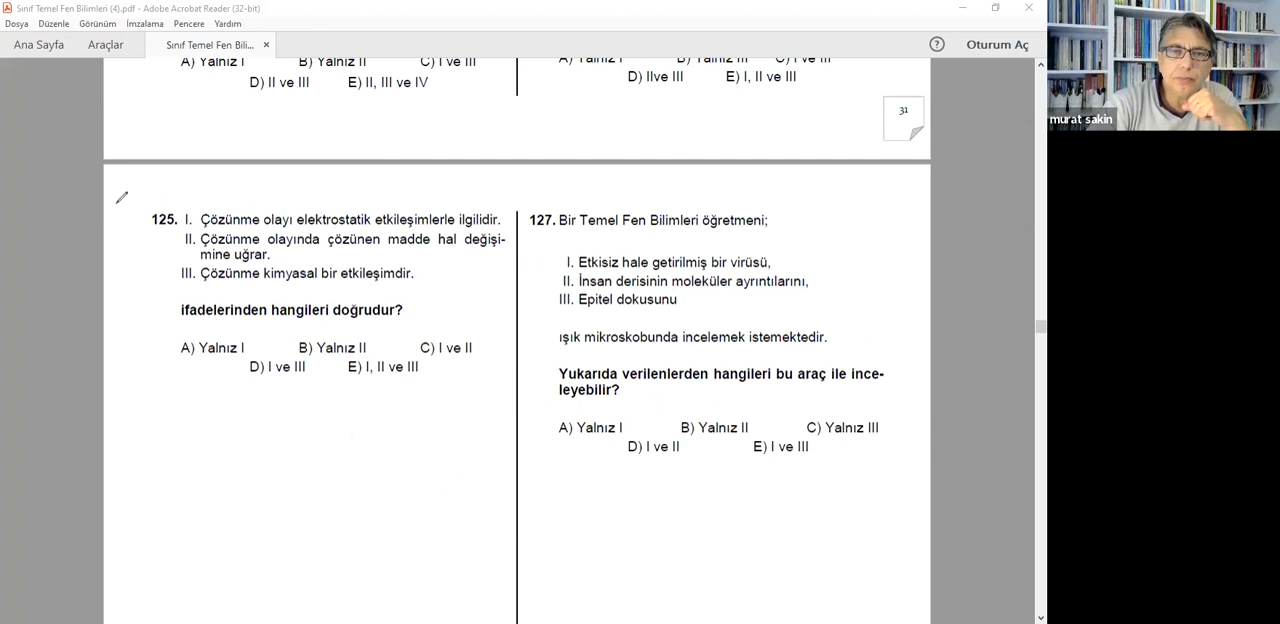 Sınıf Temel Fen Bilimleri (4).pdf - Adobe Acrobat Reader (32-bit)
Dosya Düzenle Görünüm İmzalama Pencere Yardım
Ana Sayfa Araçlar Sınıf Temel Fen Bili... × Oturum Aç
A) Yalnız I B) Yalnız II C) I ve III
D) II ve III E) II, III ve IV
A) Yalnız I B) Yalnız III C) I ve III
D) IIve III E) I, II ve III
31
murat sakin
125. I. Çözünme olayı elektrostatik etkileşimlerle ilgilidir.
II. Çözünme olayında çözünen madde hal değişi-
mine uğrar.
III. Çözünme kimyasal bir etkileşimdir.
ifadelerinden hangileri doğrudur?
A) Yalnız I B) Yalnız II C) I ve II
D) I ve III E) I, II ve III
127. Bir Temel Fen Bilimleri öğretmeni;
I. Etkisiz hale getirilmiş bir virüsü,
II. İnsan derisinin moleküler ayrıntılarını,
III. Epitel dokusunu
ışık mikroskobunda incelemek istemektedir.
Yukarıda verilenlerden hangileri bu araç ile ince-
leyebilir?
A) Yalnız I B) Yalnız II C) Yalnız III
D) I ve II E) I ve III